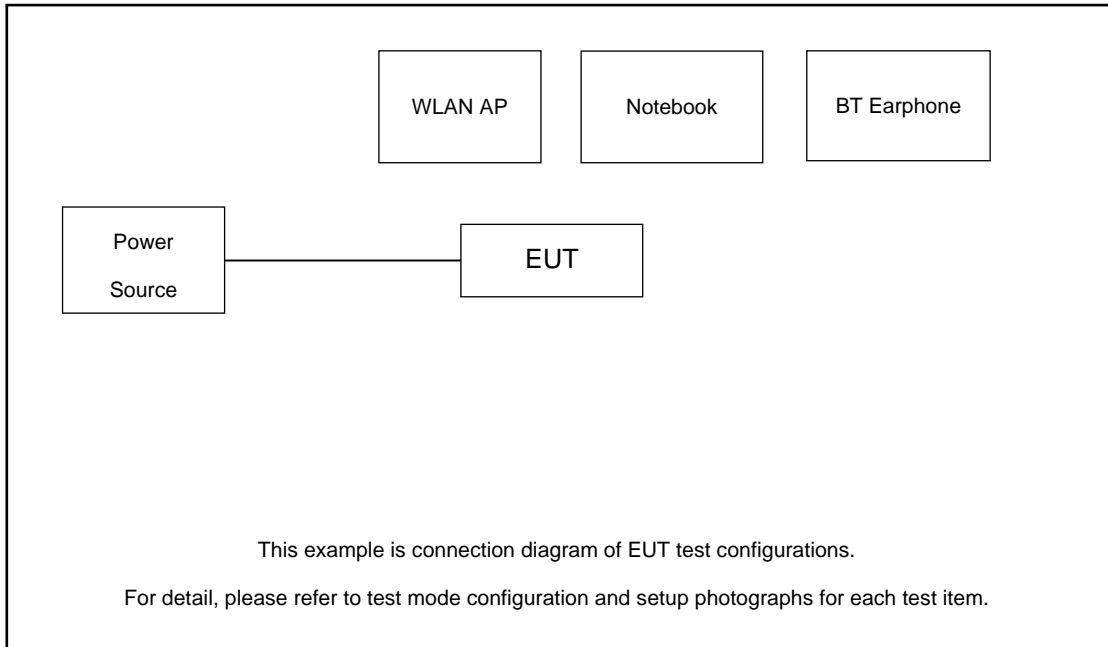 WLAN AP
Notebook
BT Earphone
Power
Source
EUT
This example is connection diagram of EUT test configurations.
For detail, please refer to test mode configuration and setup photographs for each test item.